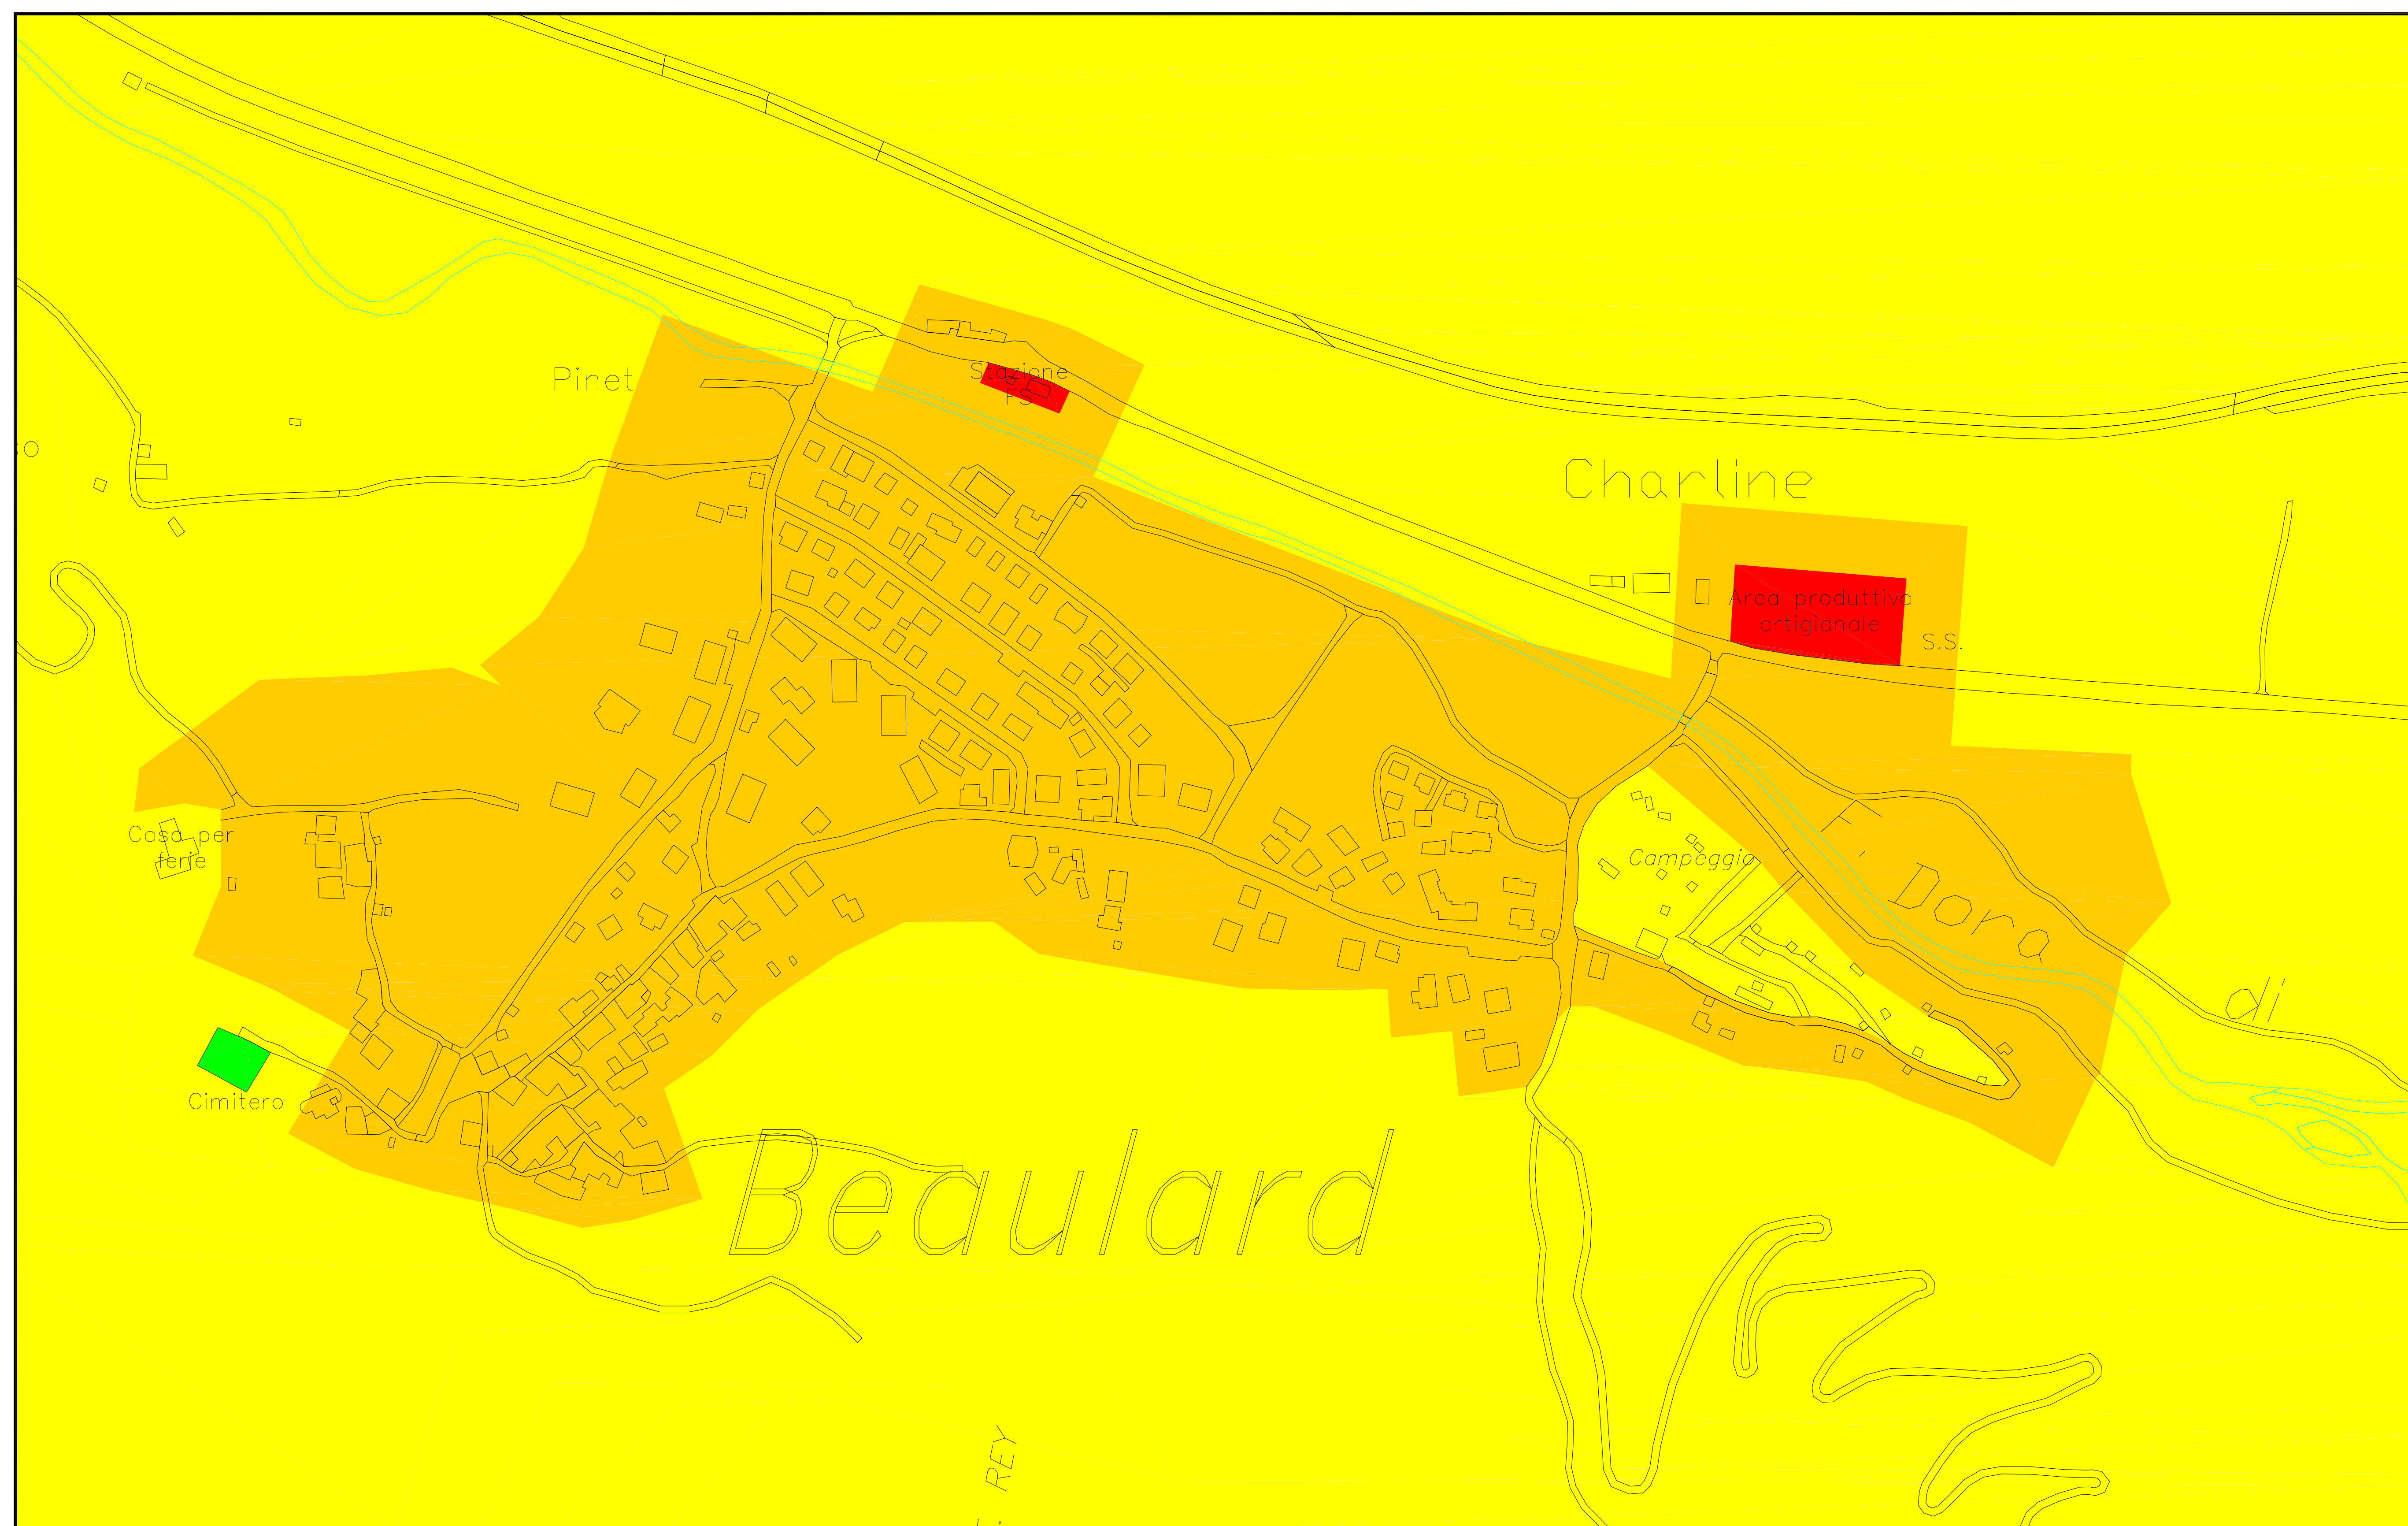 Pinet
Stazione
FS
Charline
Area produttiva
artigianale
S.S.
Casa per
ferie
Campeggio
Dora
di
Cimitero
Beaulard
REY